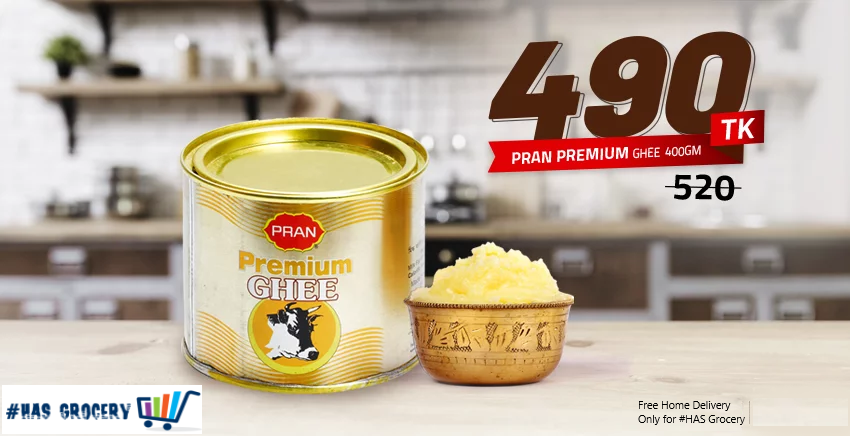 490
TK
PRAN PREMIUM GHEE 400GM
520
PRAN
Premium
GHEE
#HAS GROCERY
Free Home Delivery
Only for #HAS Grocery